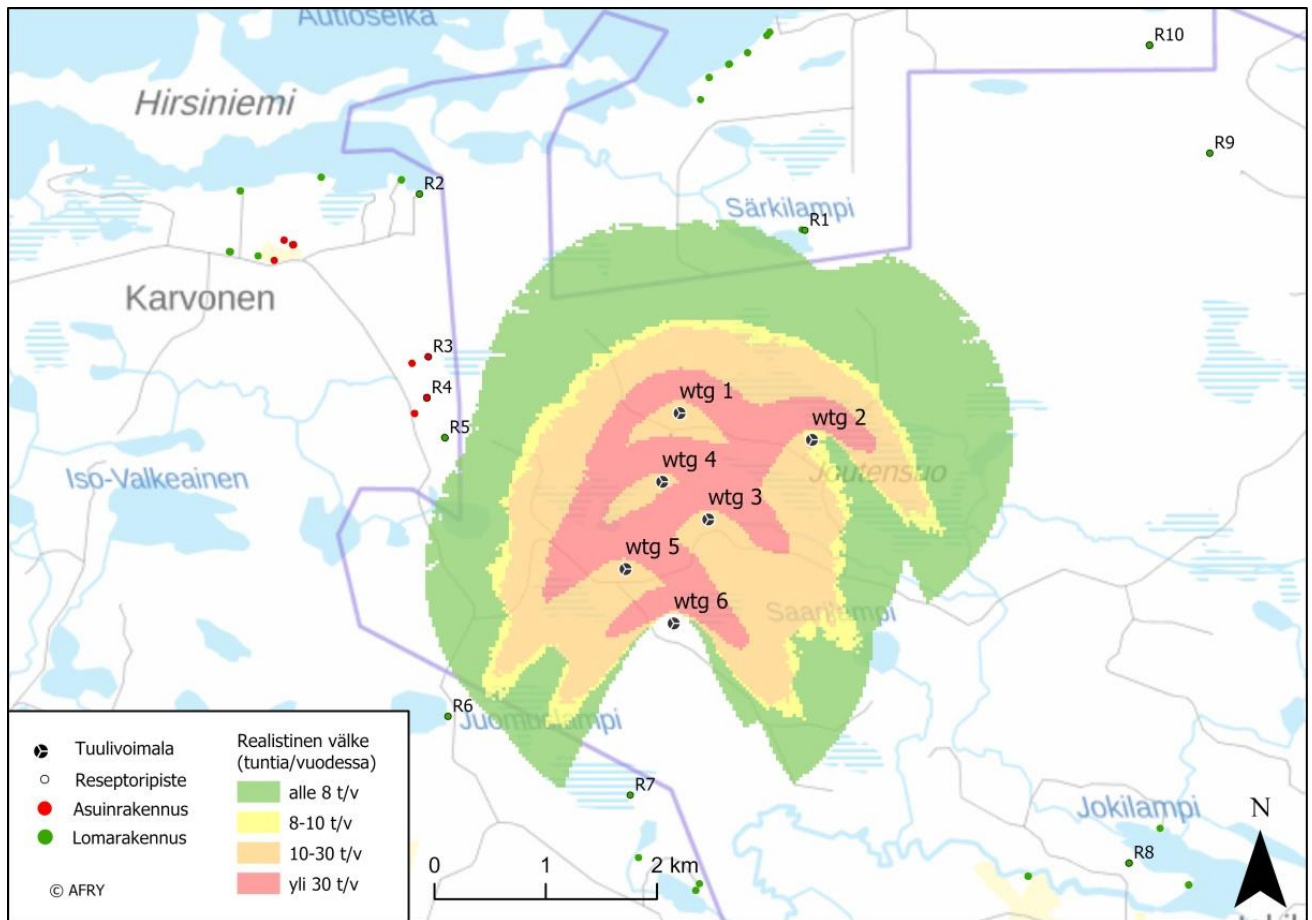 Autioselkä
R10
Hirsiniemi
R9
R2
Särkilampi
R1
Karvonen
R3
R4
wtg 1
wtg 2
R5
Iso-Valkeainen
wtg 4
Joutensuo
wtg 3
wtg 5
wtg 6
Saarilampi
R6
Juomuslampi
R7
Jokilampi
R8
N
Tuulivoimala
Reseptoripiste
Asuinrakennus
Lomarakennus
© AFRY
Realistinen välke
(tuntia/vuodessa)
alle 8 t/v
8-10 t/v
10-30 t/v
yli 30 t/v
0 1 2 km